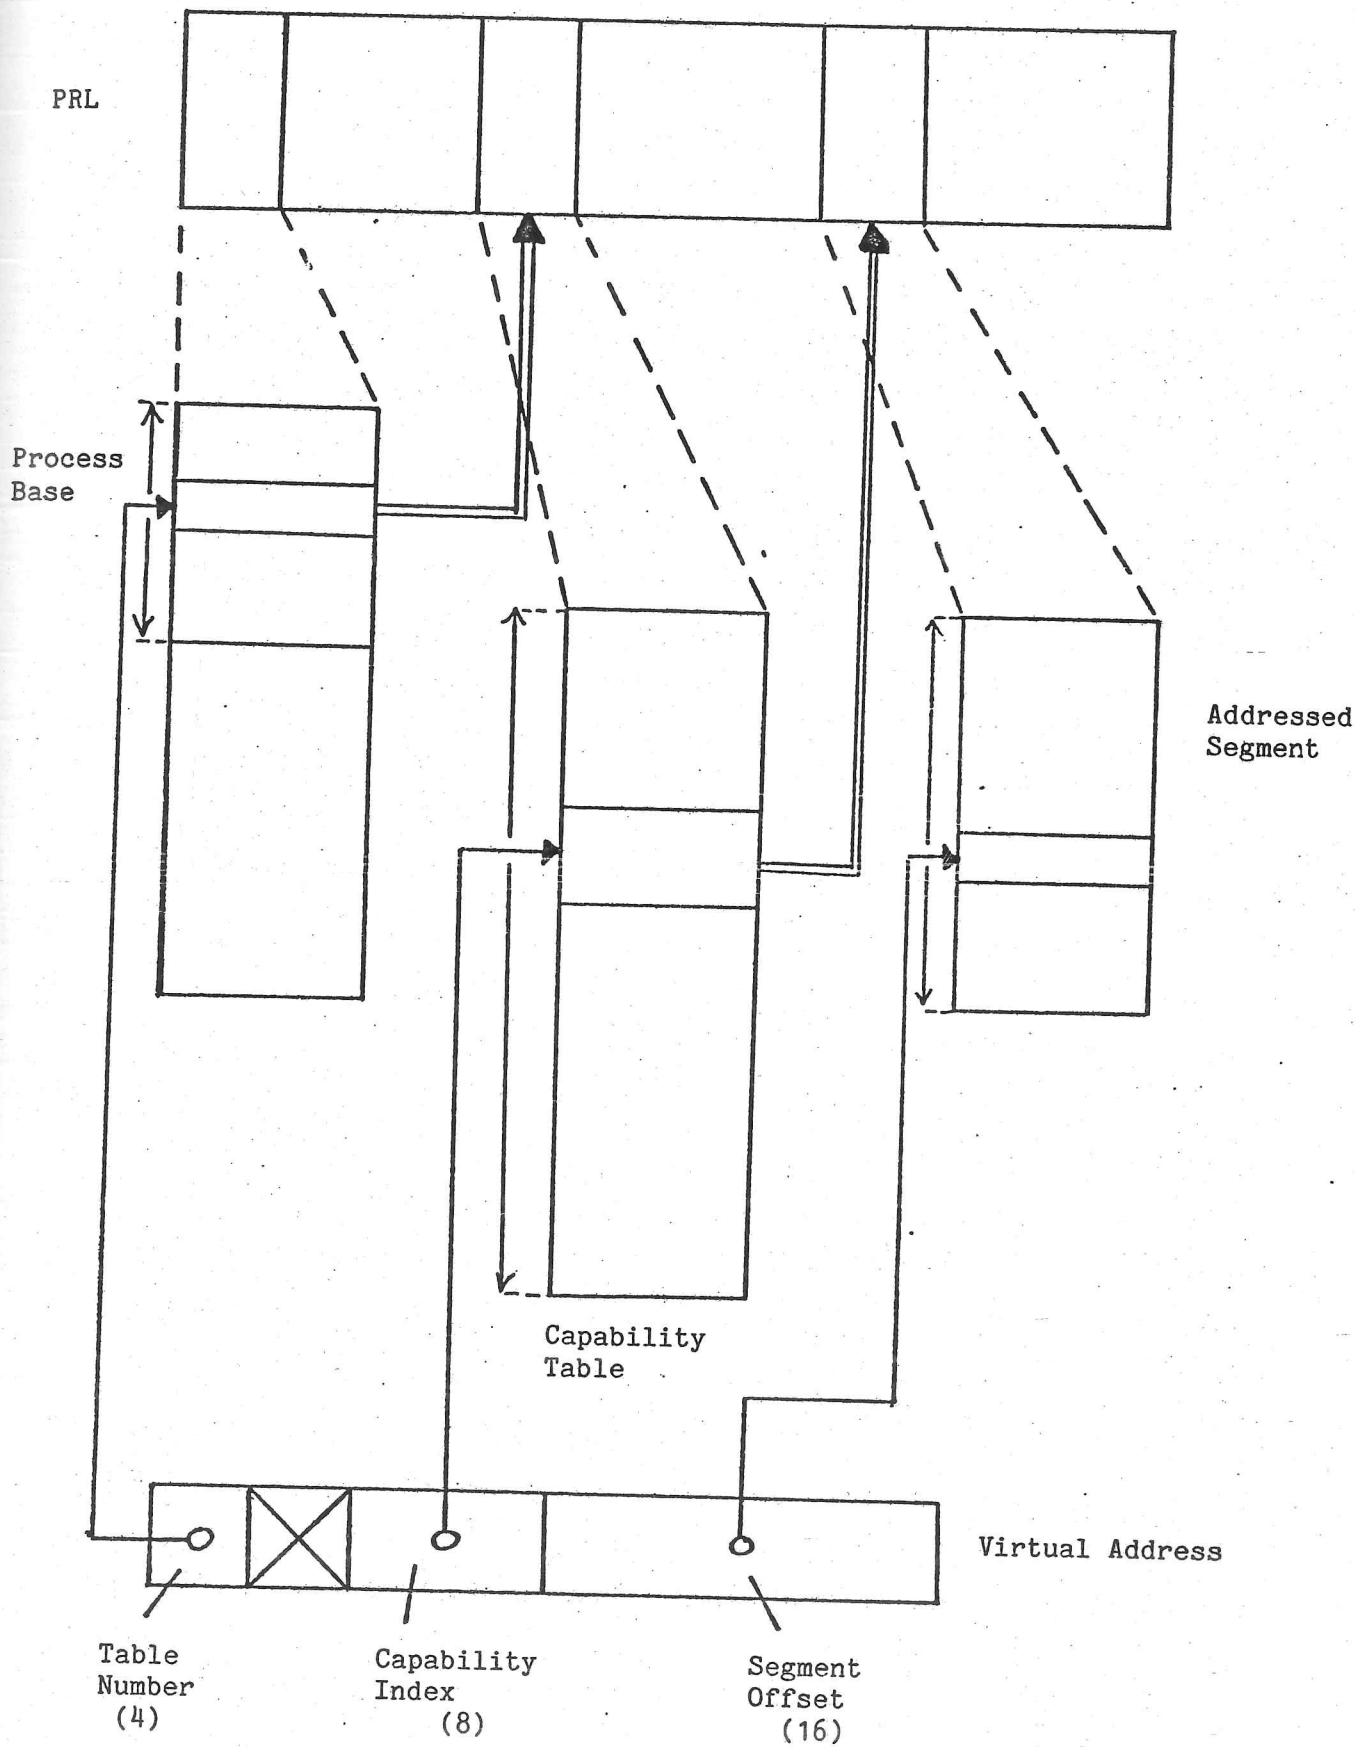 PRL
Process
Base
Addressed
Segment
Capability
Table
Virtual Address
Table
Number
(4)
Capability
Index
(8)
Segment
Offset
(16)